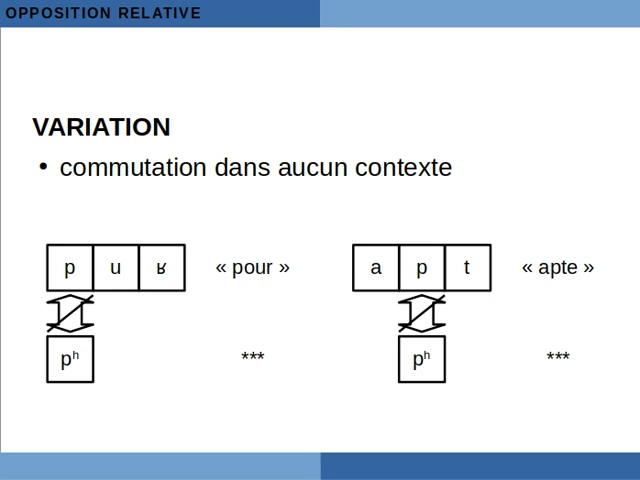 OPPOSITION RELATIVE
VARIATION
• commutation dans aucun contexte
p u ʁ « pour » a p t « apte »
pʰ *** pʰ ***